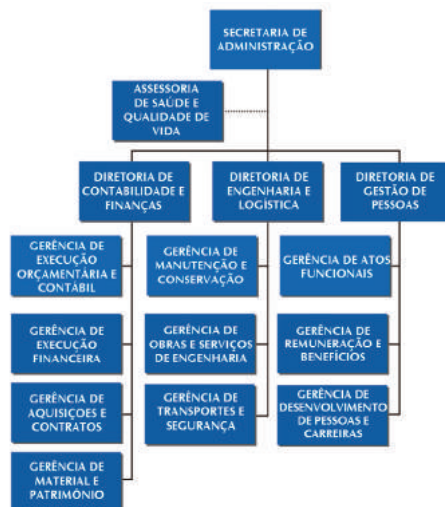 SECRETARIA DE
ADMINISTRAÇÃO
ASSESSORIA
DE SAÚDE E
QUALIDADE DE
VIDA
DIRETORIA DE
CONTABILIDADE E
FINANÇAS
DIRETORIA DE
ENGENHARIA E
LOGÍSTICA
DIRETORIA DE
GESTÃO DE
PESSOAS
GERÊNCIA DE
EXECUÇÃO
ORÇAMENTÁRIA E
CONTÁBIL
GERÊNCIA DE
MANUTENÇÃO E
CONSERVAÇÃO
GERÊNCIA DE ATOS
FUNCIONAIS
GERÊNCIA DE
EXECUÇÃO
FINANCEIRA
GERÊNCIA DE
OBRAS E SERVIÇOS
DE ENGENHARIA
GERÊNCIA DE
REMUNERAÇÃO E
BENEFÍCIOS
GERÊNCIA DE
AQUISIÇOES E
CONTRATOS
GERÊNCIA DE
TRANSPORTES E
SEGURANÇA
GERÊNCIA DE
DESENVOLVIMENTO
DE PESSOAS E
CARREIRAS
GERÊNCIA DE
MATERIAL E
PATRIMÔNIO